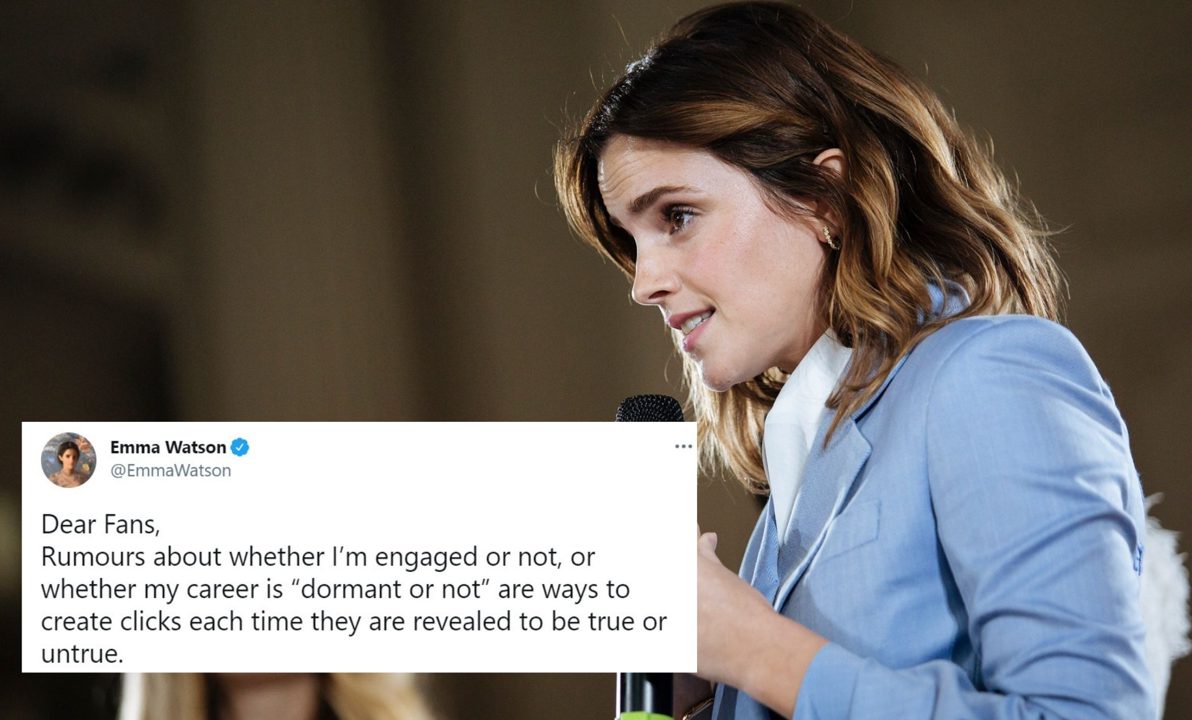 Emma Watson
@EmmaWatson
Dear Fans,
Rumours about whether I’m engaged or not, or
whether my career is “dormant or not” are ways to
create clicks each time they are revealed to be true or
untrue.